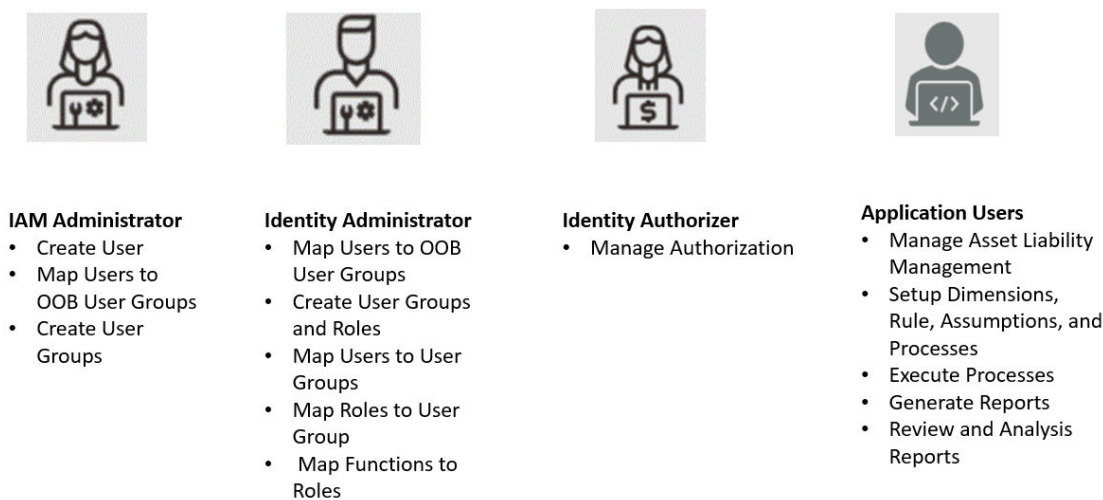 IAM Administrator
• Create User
• Map Users to
OOB User Groups
• Create User
Groups
Identity Administrator
• Map Users to OOB
User Groups
• Create User Groups
and Roles
• Map Users to User
Groups
• Map Roles to User
Group
• Map Functions to
Roles
Identity Authorizer
• Manage Authorization
Application Users
• Manage Asset Liability
Management
• Setup Dimensions,
Rule, Assumptions, and
Processes
• Execute Processes
• Generate Reports
• Review and Analysis
Reports